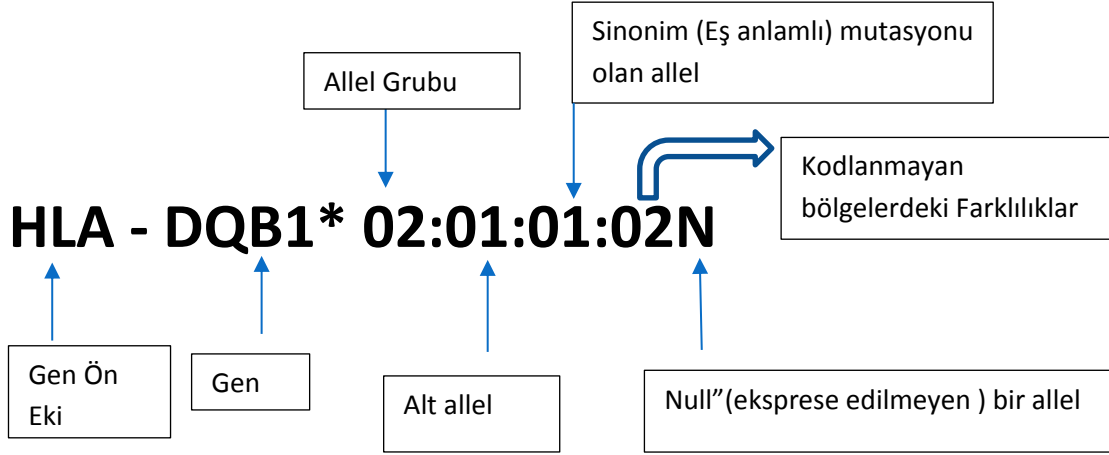 Sinonim (Eş anlamlı) mutasyonu
olan allel
Allel Grubu
Kodlanmayan
bölgelerdeki Farklılıklar
HLA - DQB1* 02:01:01:02N
Gen Ön
Eki
Gen
Alt allel
Null”(eksprese edilmeyen ) bir allel